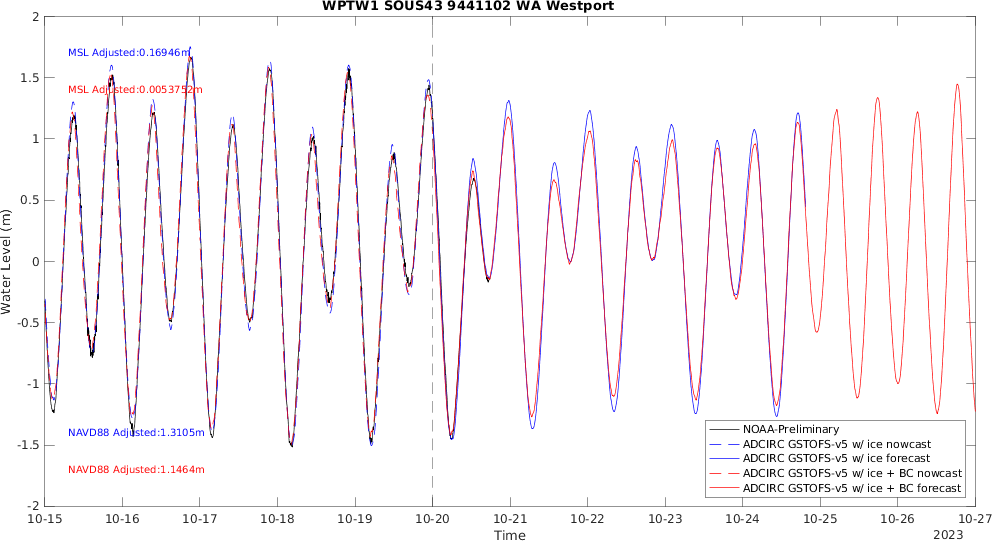 WPTW1 SOUS43 9441102 WA Westport
MSL Adjusted:0.16946m
MSL Adjusted:0.0053752m
NAVD88 Adjusted:1.3105m
NAVD88 Adjusted:1.1464m
Water Level (m)
2
1.5
1
0.5
0
-0.5
-1
-1.5
-2
NOAA-Preliminary
ADCIRC GSTOFS-v5 w/ ice nowcast
ADCIRC GSTOFS-v5 w/ ice forecast
ADCIRC GSTOFS-v5 w/ ice + BC nowcast
ADCIRC GSTOFS-v5 w/ ice + BC forecast
10-15 10-16 10-17 10-18 10-19 10-20 10-21 10-22 10-23 10-24 10-25 10-26 10-27
Time
2023